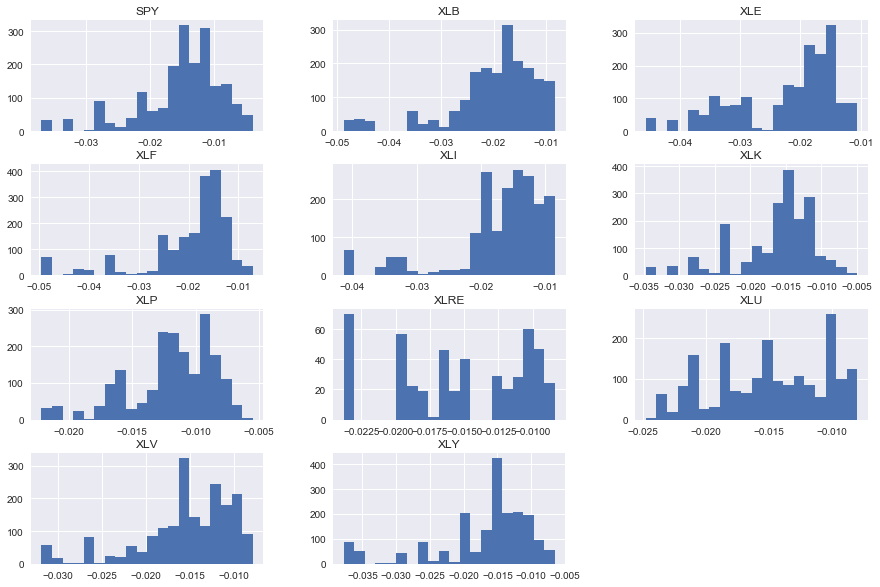 SPY XLB XLE
300 300 400
200 200 300
100 100 200
0 0 100
0
−0.03 −0.02 −0.01 −0.05 −0.04 −0.03 −0.02 −0.01 −0.04 −0.03 −0.02 −0.01
XLF XLI XLK
400 200 400
300 100 300
200 0 200
100 100
0 0
−0.05 −0.04 −0.03 −0.02 −0.01 −0.04 −0.03 −0.02 −0.01 −0.035 −0.030 −0.025 −0.020 −0.015 −0.010 −0.005
XLP XLRE XLU
300 60 200
200 40 100
100 20 0
0 0
−0.020 −0.015 −0.010 −0.005 −0.0225 −0.0200 −0.0175 −0.0150 −0.0125 −0.0100 −0.025 −0.020 −0.015 −0.010
XLV XLY
300 400
200 300
100 200
0 100
0
−0.030 −0.025 −0.020 −0.015 −0.010 −0.035 −0.030 −0.025 −0.020 −0.015 −0.010 −0.005